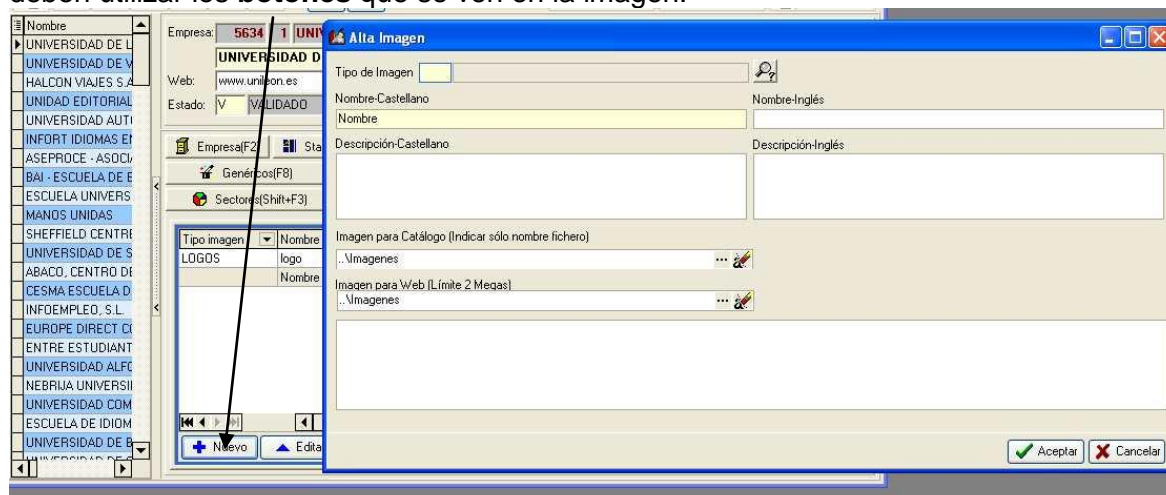 deben utilizar los botones que se ven en la imagen.
Nombre
UNIVERSIDAD DE L
UNIVERSIDAD DE V
HALCON VIAJES S.A
UNIDAD EDITORIAL
UNIVERSIDAD AUT
INFORT IDIOMAS E
ASEPROCE - ASOCI
BAI - ESCUELA DE E
ESCUELA UNIVERS
MANOS UNIDAS
SHEFFIELD CENTRE
UNIVERSIDAD DE S
ABACO, CENTRO DE
CESMA ESCUELA D
INFOEMPLEO, S.L.
EUROPE DIRECT C
ENTRE ESTUDIANT
UNIVERSIDAD ALFO
NEBRIJA UNIVERSI
UNIVERSIDAD COM
ESCUELA DE IDIOM
UNIVERSIDAD DE B
Empresa: 5634 1 UNIV
UNIVERSIDAD D
Web: www.unileon.es
Estado: V VALIDADO
Empresa(F2) Sta
Genéricos(F8)
Sectores(Shift+F3)
Tipo imagen Nombre
LOGOS logo
Nombre
Nuevo Edita
Alta Imagen
Tipo de Imagen
Nombre-Castellano Nombre-Inglés
Nombre
Descripción-Castellano Descripción-Inglés
Imagen para Catálogo (Indicar sólo nombre fichero)
..\Imagenes ...
Imagen para Web (Límite 2 Megas)
..\Imagenes ...
Aceptar Cancelar